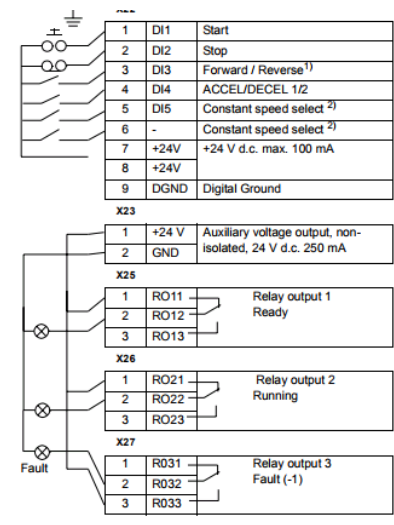 1 DI1 Start
2 DI2 Stop
3 DI3 Forward / Reverse1)
4 DI4 ACCEL/DECEL 1/2
5 DI5 Constant speed select 2)
6 - Constant speed select 2)
7 +24V +24 V d.c. max. 100 mA
8 +24V
9 DGND Digital Ground
X23
1 +24 V Auxiliary voltage output, non-
2 GND isolated, 24 V d.c. 250 mA
X25
1 RO11 Relay output 1
2 RO12 Ready
3 RO13
X26
1 RO21 Relay output 2
2 RO22 Running
3 RO23
X27
Fault
1 R031 Relay output 3
2 R032 Fault (-1)
3 R033